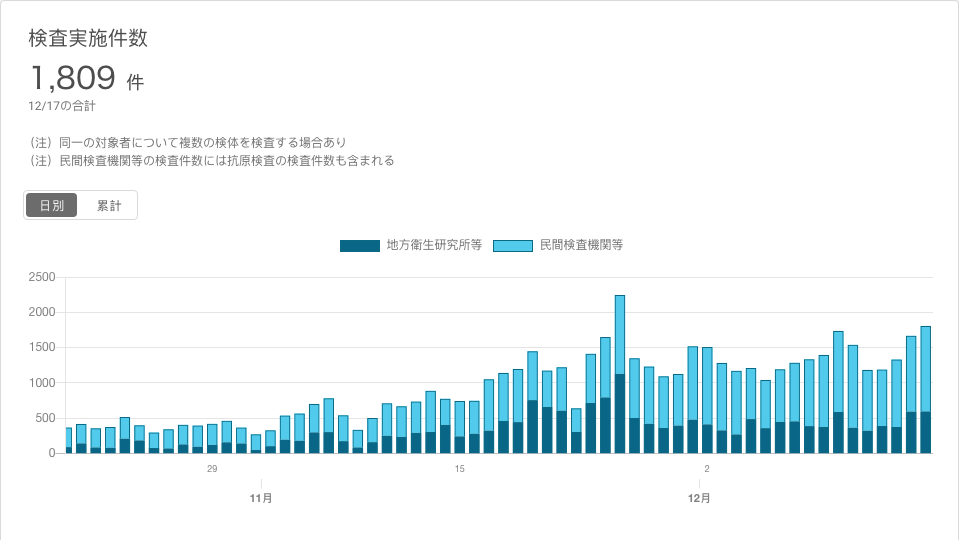 検査実施件数
1,809 件
12/17の合計
（注）同一の対象者について複数の検体を検査する場合あり
（注）民間検査機関等の検査件数には抗原検査の検査件数も含まれる
日別 累計
地方衛生研究所等 民間検査機関等
2500
2000
1500
1000
500
0
29 15 2
11月 12月